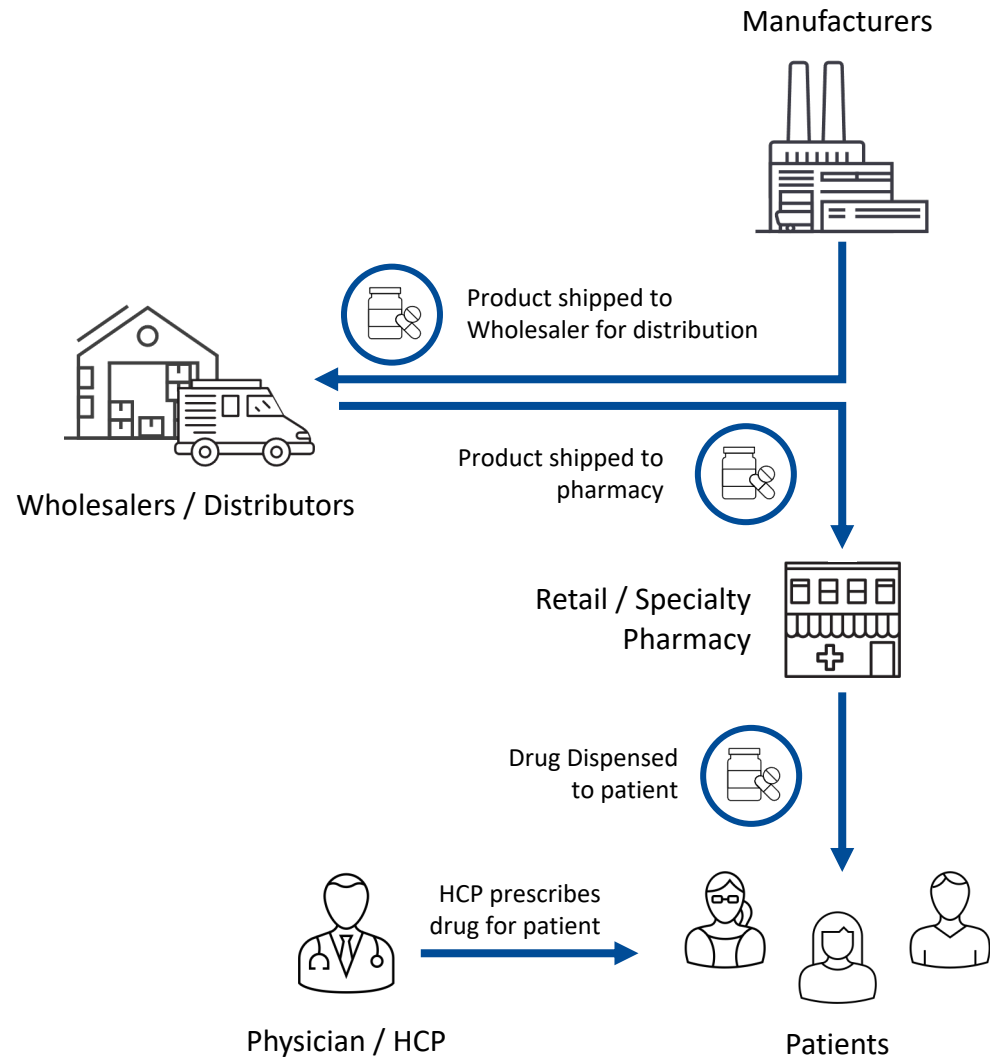 Manufacturers
Product shipped to
Wholesaler for distribution
Wholesalers / Distributors
Product shipped to
pharmacy
Retail / Specialty
Pharmacy
Drug Dispensed
to patient
HCP prescribes
drug for patient
Physician / HCP
Patients